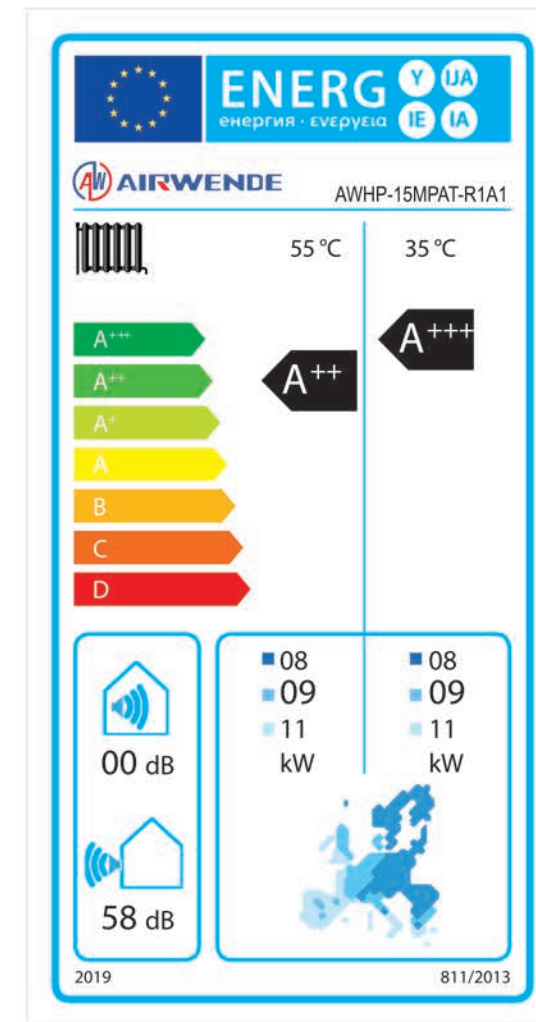 ENERG Y IJA
енергия · ενεργεια IE IA
AW AIRWENDE
AWHP-15MPAT-R1A1
55 °C 35 °C
A+++ A+++
A++ A++
A+
A
B
C
D
08 08
09 09
11 11
kW kW
00 dB
58 dB
2019 811/2013